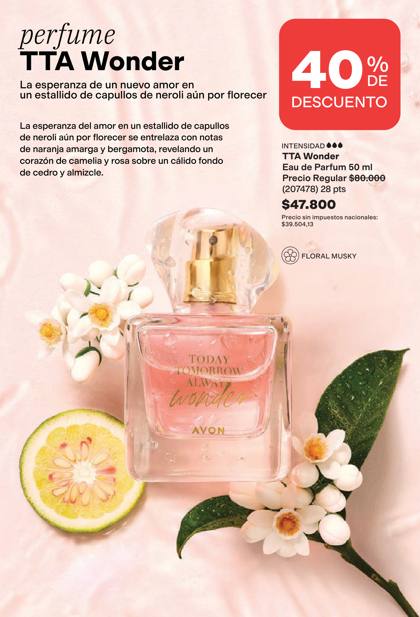 perfume
TTA Wonder
La esperanza de un nuevo amor en
un estallido de capullos de neroli aún por florecer
La esperanza del amor en un estallido de capullos
de neroli aún por florecer se entrelaza con notas
de naranja amarga y bergamota, revelando un
corazón de camelia y rosa sobre un cálido fondo
de cedro y almizcle.
40%
DE
DESCUENTO
INTENSIDAD
TTA Wonder
Eau de Parfum 50 ml
Precio Regular $80.000
(207478) 28 pts
$47.800
Precio sin impuestos nacionales:
$39.504,13
FLORAL MUSKY
TODAY
TOMORROW
ALWAYS
wonder
AVON